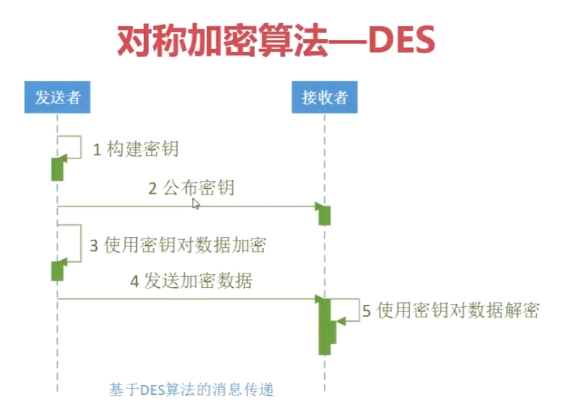 对称加密算法—DES
发送者
接收者
1 构建密钥
2 公布密钥
3 使用密钥对数据加密
4 发送加密数据
5 使用密钥对数据解密
基于DES算法的消息传递